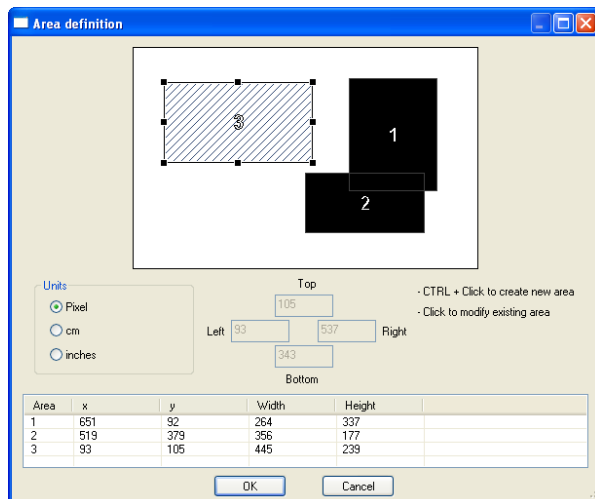 Area definition
3
1
2
Units
Pixel
cm
inches
Top
105
Left 93 537 Right
343
Bottom
- CTRL + Click to create new area
- Click to modify existing area
Area x y Width Height
1 651 92 264 337
2 519 379 356 177
3 93 105 445 239
OK Cancel